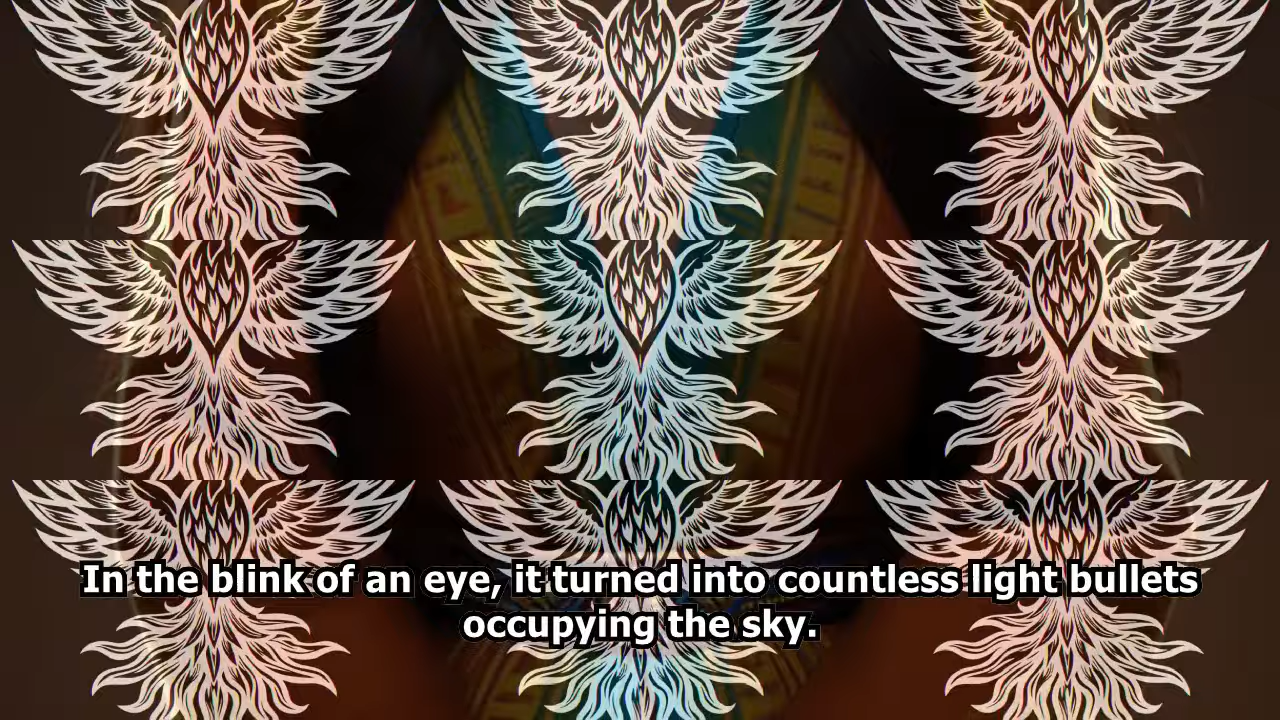 In the blink of an eye, it turned into countless light bullets
occupying the sky.